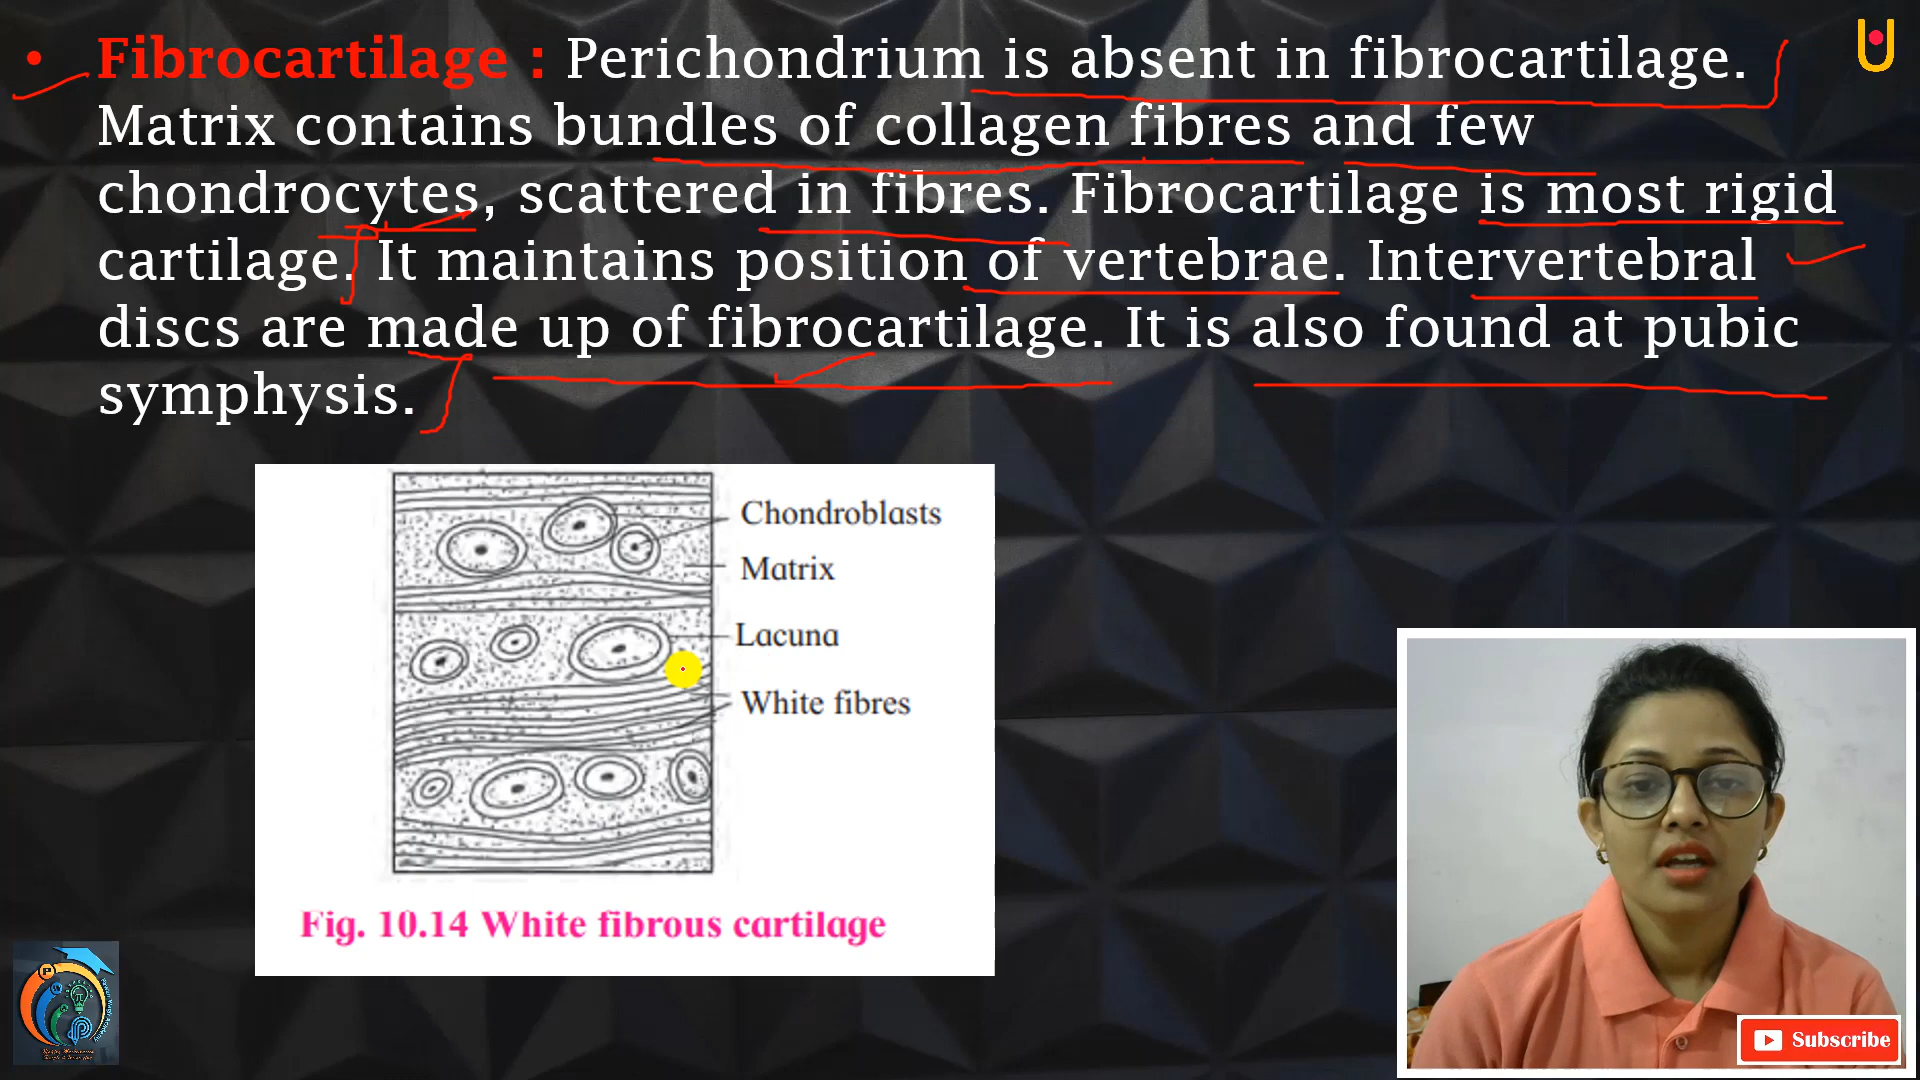 • Fibrocartilage : Perichondrium is absent in fibrocartilage.
Matrix contains bundles of collagen fibres and few
chondrocytes, scattered in fibres. Fibrocartilage is most rigid
cartilage. It maintains position of vertebrae. Intervertebral
discs are made up of fibrocartilage. It is also found at pubic
symphysis.
Chondroblasts
Matrix
Lacuna
White fibres
Fig. 10.14 White fibrous cartilage
Subscribe